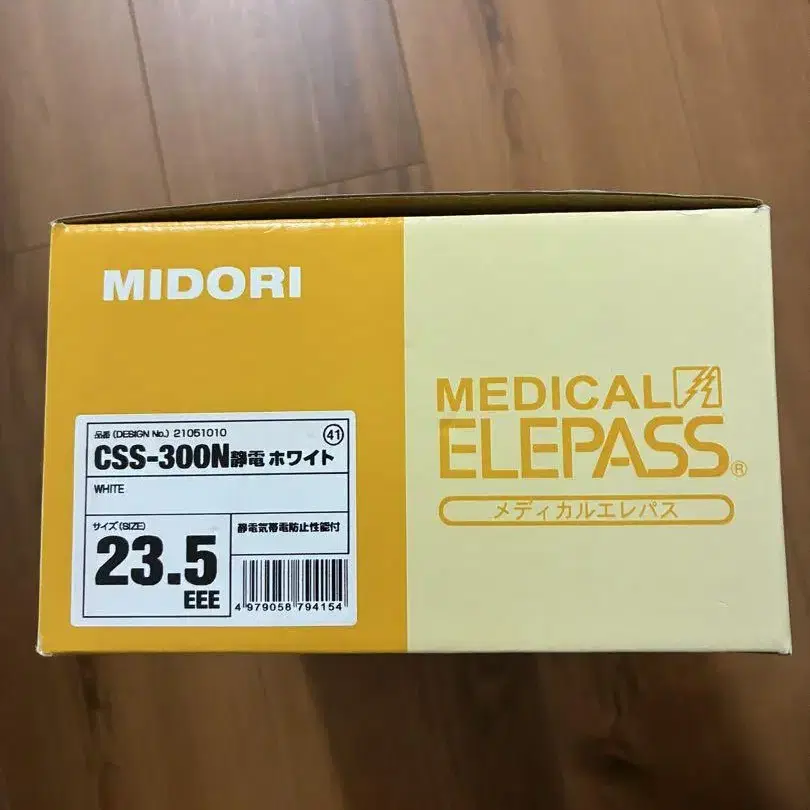 MIDORI
品番 (DESIGN No.) 21051010
41
CSS-300N静電 ホワイト
WHITE
サイズ(SIZE)
23.5
EEE
静電気帯電防止性能付
4 979058 794154
MEDICAL
ELEPASS®
メディカルエレパス